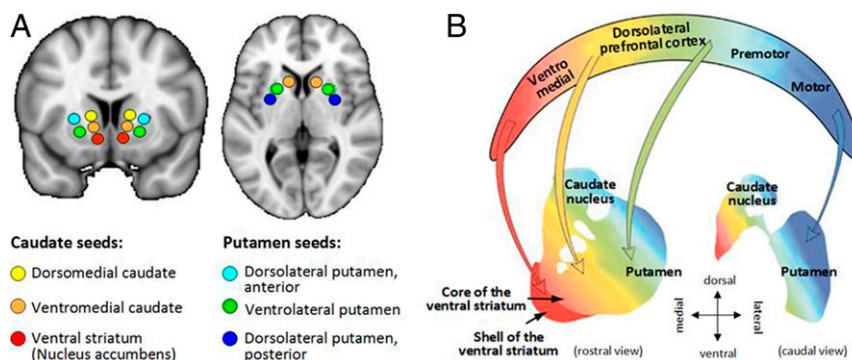 A
Caudate seeds:
Dorsomedial caudate
Ventromedial caudate
Ventral striatum
(Nucleus accumbens)
Putamen seeds:
Dorsolateral putamen,
anterior
Ventrolateral putamen
Dorsolateral putamen,
posterior
B
Ventro
medial
Dorsolateral
prefrontal cortex
Premotor
Motor
Caudate
nucleus
Putamen
Core of the
ventral striatum
Shell of the
ventral striatum
(rostral view)
Caudate
nucleus
Putamen
dorsal
medial
lateral
ventral
(caudal view)